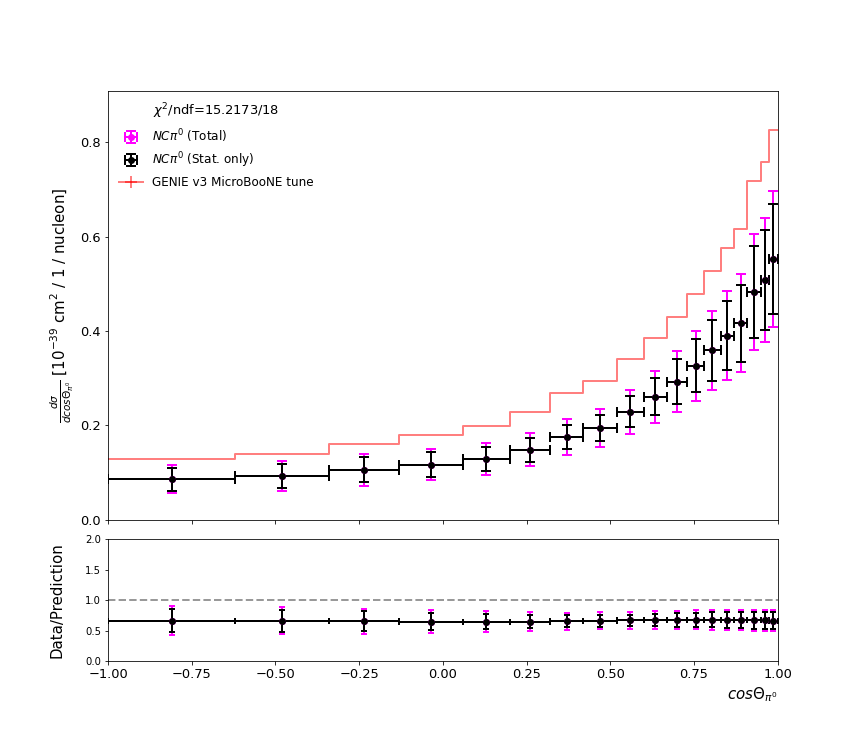 χ²/ndf=15.2173/18
NCπ⁰ (Total)
NCπ⁰ (Stat. only)
GENIE v3 MicroBooNE tune
dσ/dcosΘπ⁰ [10⁻³⁹ cm² / 1 / nucleon]
0.8
0.6
0.4
0.2
0.0
Data/Prediction
2.0
1.5
1.0
0.5
0.0
−1.00 −0.75 −0.50 −0.25 0.00 0.25 0.50 0.75 1.00
cosΘπ⁰